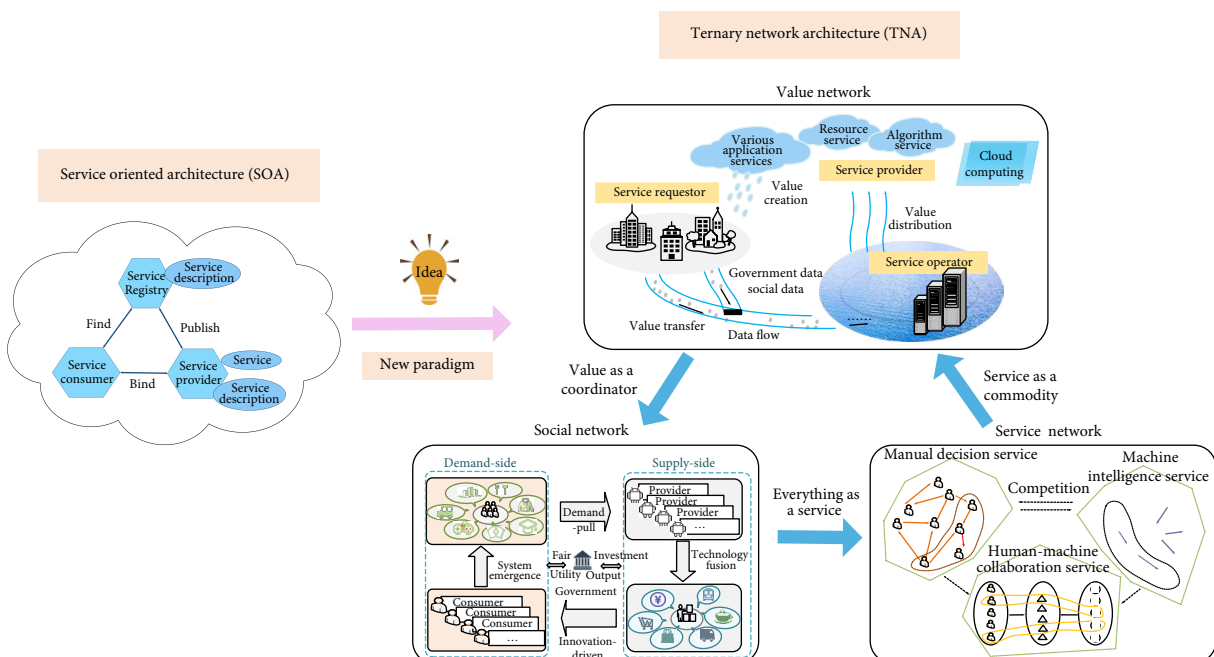 Ternary network architecture (TNA)
Service oriented architecture (SOA)
Service
Registry
Service
description
Find
Publish
Service
consumer
Bind
Service
provider
Service
Service
description
Idea
New paradigm
Value network
Various
application
services
Resource
service
Algorithm
service
Cloud
computing
Service provider
Service requestor
Value
creation
Value
distribution
Service operator
Government data
social data
Value transfer
Data flow
......
Value as a
coordinator
Service as a
commodity
Social network
Demand-side
Supply-side
Demand
-pull
Provider
Provider
Provider
...
System
emergence
Fair
Utility
Investment
Output
Government
Technology
fusion
Consumer
Consumer
Consumer
...
Innovation-
driven
¥
Everything as
a service
Service network
Manual decision service
Machine
intelligence service
Competition
Human-machine
collaboration service